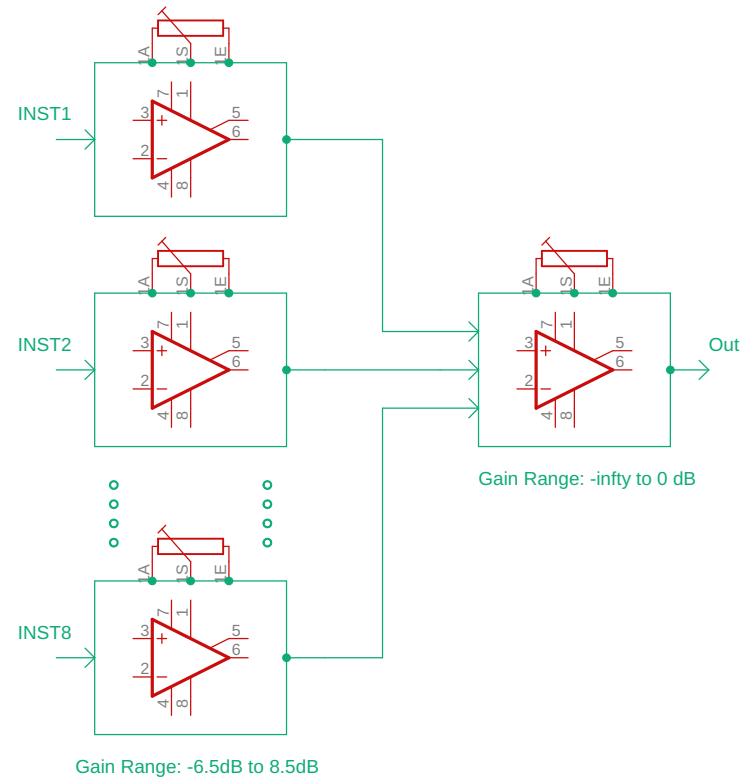 1A 1S 1E
INST1
7 1
3 + 5
6
2 −
4 8
1A 1S 1E
INST2
7 1
3 + 5
6
2 −
4 8
1A 1S 1E
INST8
7 1
3 + 5
6
2 −
4 8
Gain Range: -6.5dB to 8.5dB
1A 1S 1E
7 1
3 + 5
6
2 −
4 8
Out
Gain Range: -infty to 0 dB